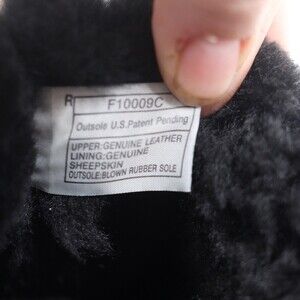 R F10009C
Outsole U.S.Patent Pending
UPPER:GENUINE LEATHER
LINING:GENUINE
SHEEPSKIN
OUTSOLE:BLOWN RUBBER SOLE